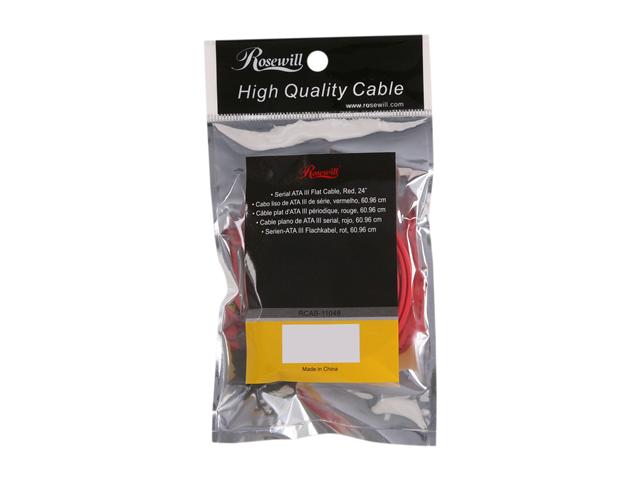 Rosewill
High Quality Cable
www.rosewill.com
Rosewill
• Serial ATA III Flat Cable, Red, 24"
• Cabo liso de ATA III de série, vermelho, 60.96 cm
• Câble plat d'ATA III périodique, rouge, 60.96 cm
• Cable plano de ATA III serial, rojo, 60.96 cm
• Serien-ATA III Flachkabel, rot, 60.96 cm
RCAB-11048
Made in China